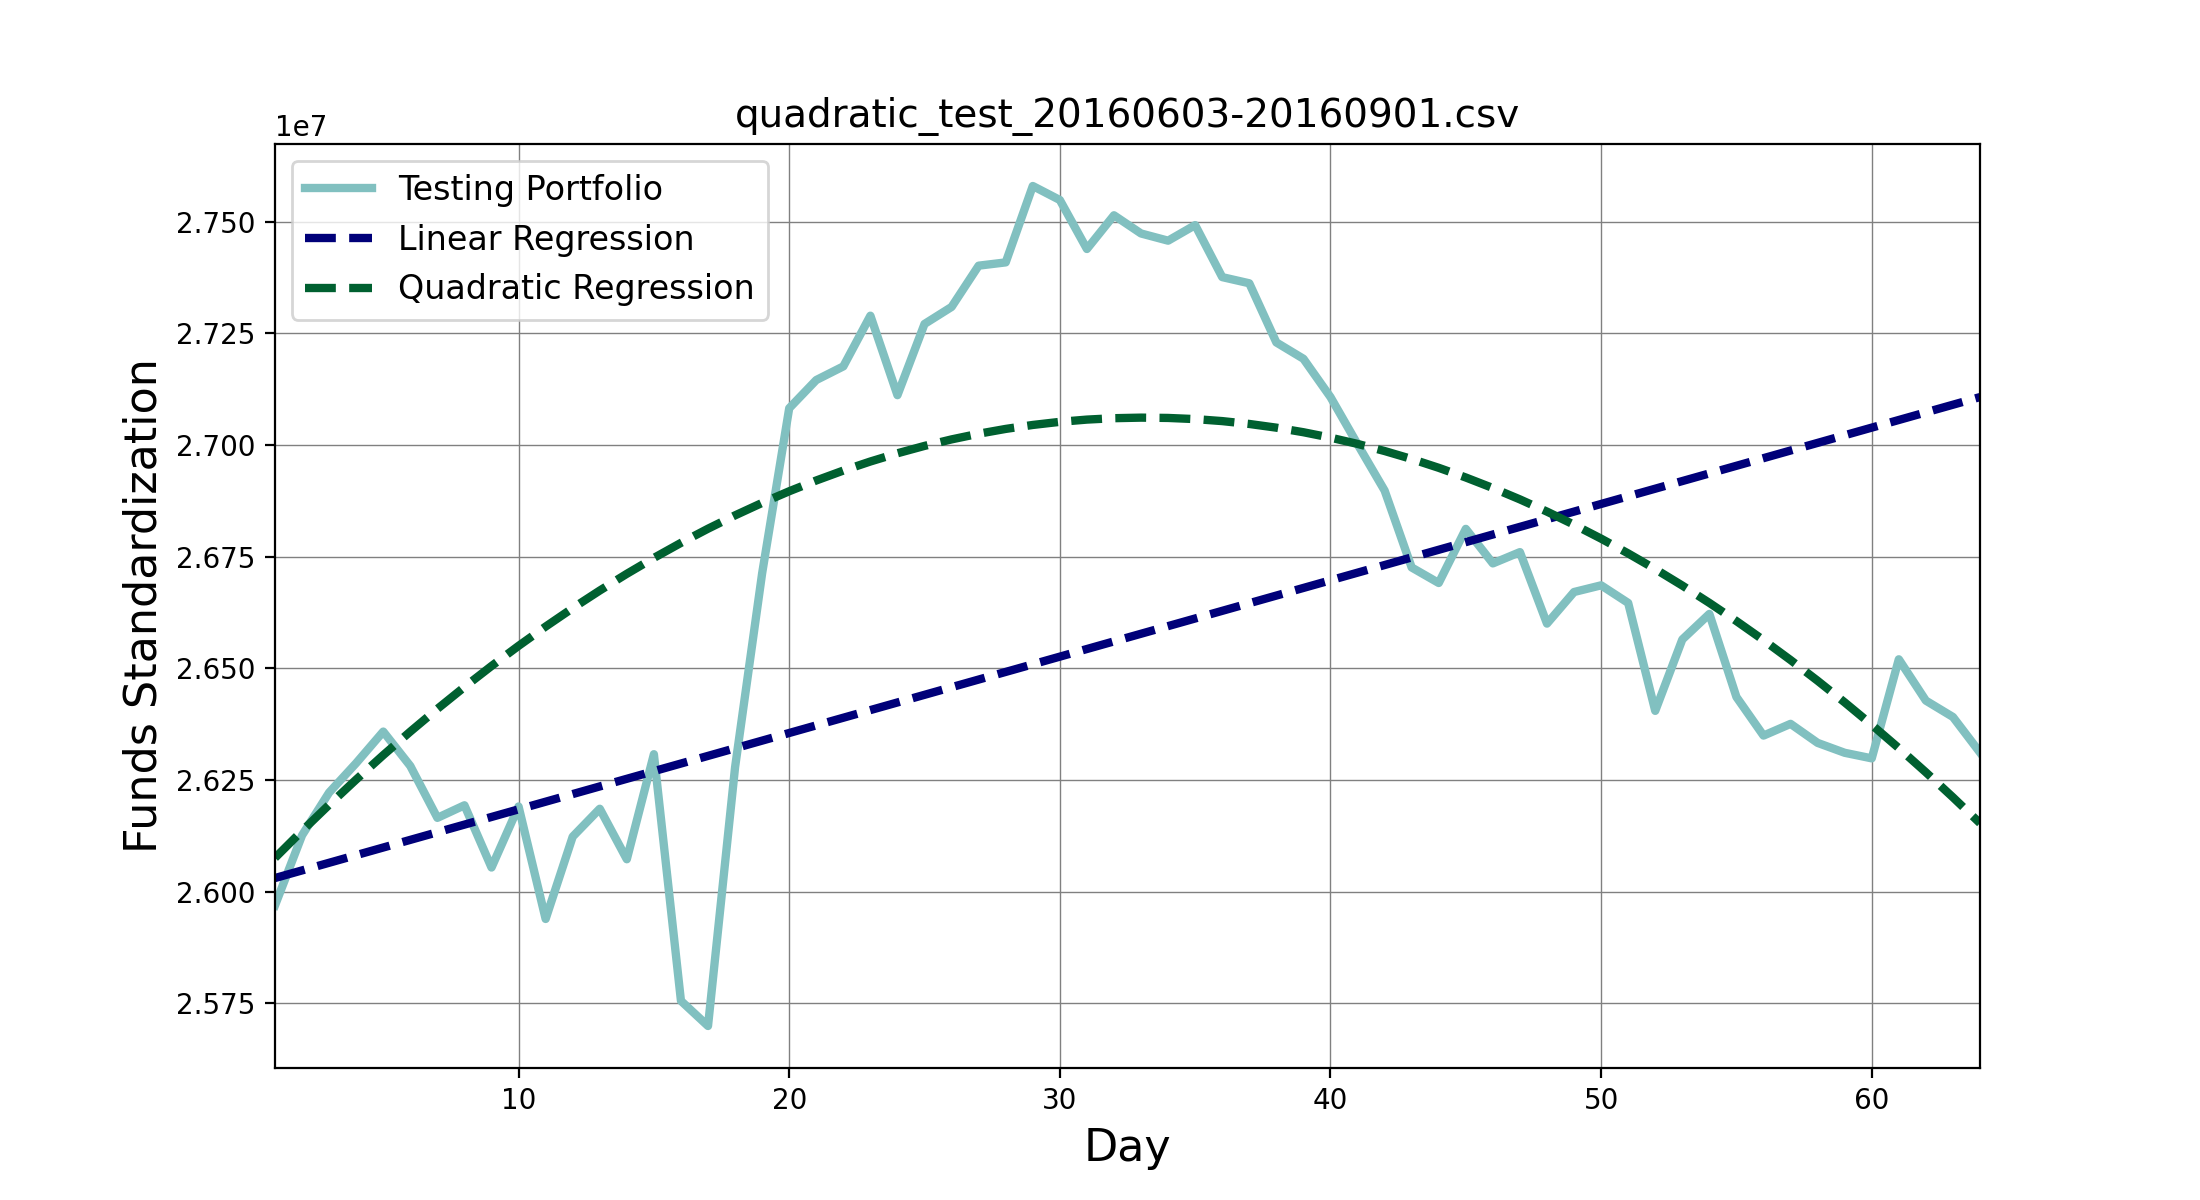 quadratic_test_20160603-20160901.csv
1e7
Testing Portfolio
Linear Regression
Quadratic Regression
2.750
2.725
2.700
2.675
2.650
2.625
2.600
2.575
Funds Standardization
10 20 30 40 50 60
Day